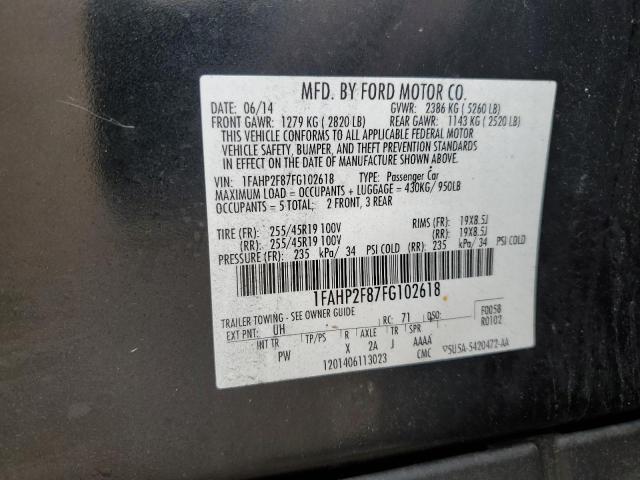 MFD. BY FORD MOTOR CO.
DATE: 06/14 GVWR: 2386 KG ( 5260 LB)
FRONT GAWR: 1279 KG ( 2820 LB) REAR GAWR: 1143 KG ( 2520 LB)
THIS VEHICLE CONFORMS TO ALL APPLICABLE FEDERAL MOTOR
VEHICLE SAFETY, BUMPER, AND THEFT PREVENTION STANDARDS
IN EFFECT ON THE DATE OF MANUFACTURE SHOWN ABOVE.
VIN: 1FAHP2F87FG102618 TYPE: Passenger Car
MAXIMUM LOAD = OCCUPANTS + LUGGAGE = 430KG/ 950LB
OCCUPANTS = 5 TOTAL; 2 FRONT, 3 REAR
TIRE (FR): 255/45R19 100V RIMS (FR): 19X8.5J
(RR): 255/45R19 100V (RR): 19X8.5J
PRESSURE (FR): 235 kPa/ 34 PSI COLD (RR): 235 kPa/ 34 PSI COLD
1FAHP2F87FG102618
TRAILER TOWING - SEE OWNER GUIDE
EXT PNT: UH RC: 71 DSO: F0058
R0102
INT TR TP/PS R AXLE TR SPR
PW X 2A J AAAA
1201406113023 CMC 5U5A-5420472-AA